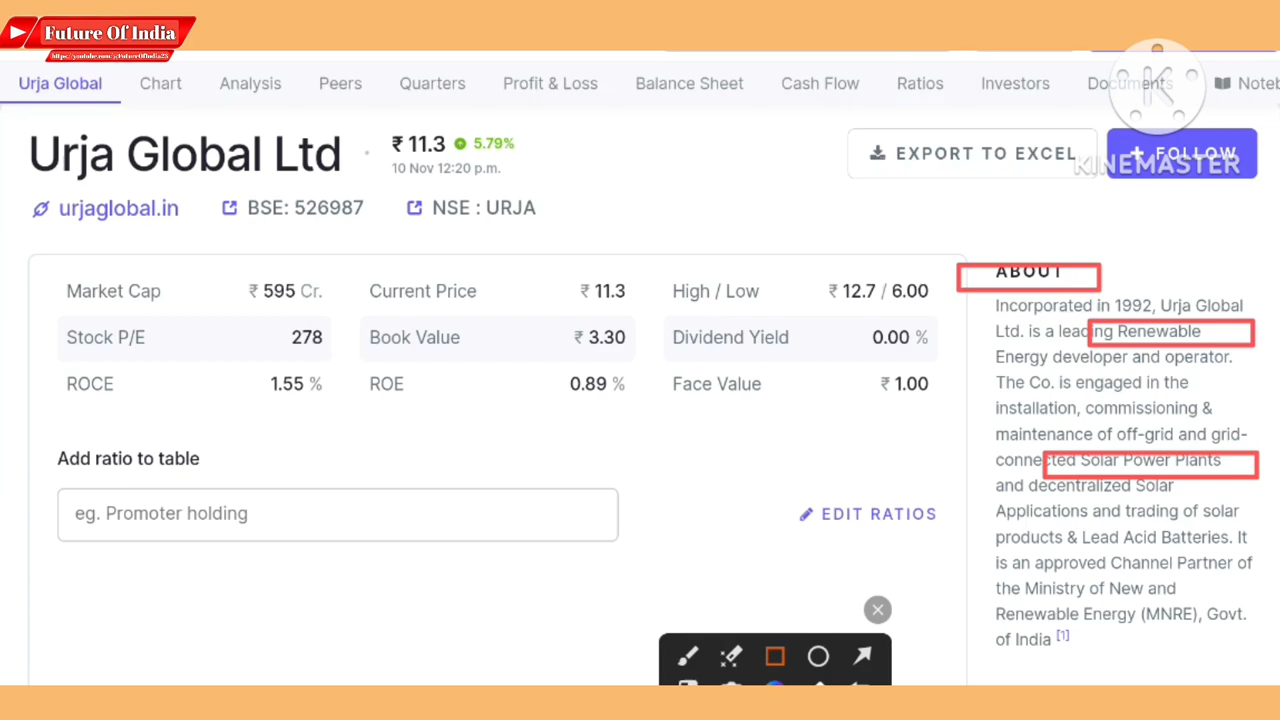 Future Of India
Urja Global Chart Analysis Peers Quarters Profit & Loss Balance Sheet Cash Flow Ratios Investors Documents
Urja Global Ltd
₹ 11.3 5.79%
10 Nov 12:20 p.m.
EXPORT TO EXCEL
+ FOLLOW
K
KINEMASTER
urjaglobal.in BSE: 526987 NSE : URJA
Market Cap ₹ 595 Cr. Current Price ₹ 11.3 High / Low ₹ 12.7 / 6.00
Stock P/E 278 Book Value ₹ 3.30 Dividend Yield 0.00 %
ROCE 1.55 % ROE 0.89 % Face Value ₹ 1.00
Add ratio to table
eg. Promoter holding
EDIT RATIOS
ABOUT
Incorporated in 1992, Urja Global
Ltd. is a leading Renewable
Energy developer and operator.
The Co. is engaged in the
installation, commissioning &
maintenance of off-grid and grid-
connected Solar Power Plants
and decentralized Solar
Applications and trading of solar
products & Lead Acid Batteries. It
is an approved Channel Partner of
the Ministry of New and
Renewable Energy (MNRE), Govt.
of India [1]